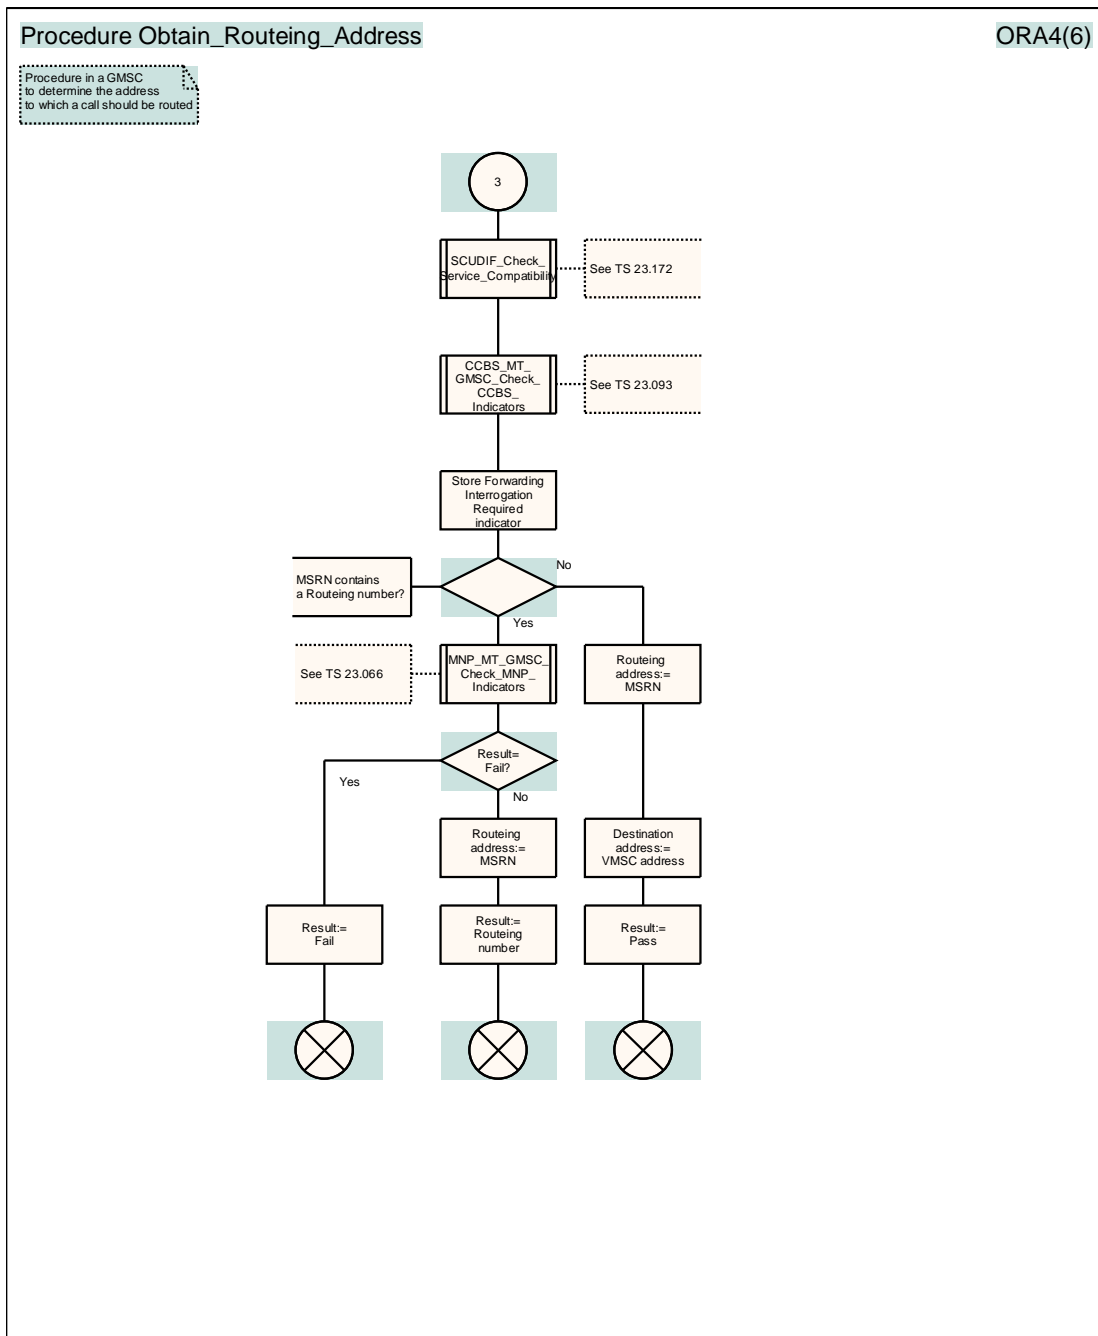 Procedure Obtain_Routeing_Address
ORA4(6)
Procedure in a GMSC
to determine the address
to which a call should be routed
3
SCUDIF_Check_
Service_Compatibility
See TS 23.172
CCBS_MT_
GMSC_Check_
CCBS_
Indicators
See TS 23.093
Store Forwarding
Interrogation
Required
indicator
No
MSRN contains
a Routeing number?
Yes
See TS 23.066
MNP_MT_GMSC_
Check_MNP_
Indicators
Routeing
address:=
MSRN
Result=
Fail?
Yes
No
Routeing
address:=
MSRN
Destination
address:=
VMSC address
Result:=
Fail
Result:=
Routeing
number
Result:=
Pass